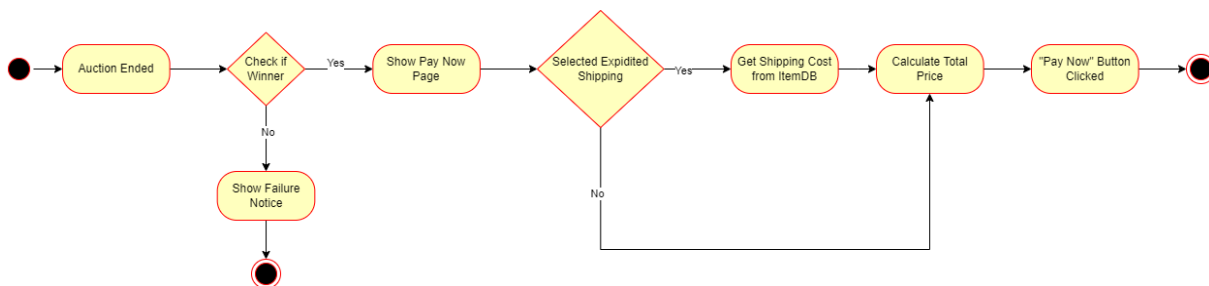 Auction Ended
Check if
Winner
Yes
Show Pay Now
Page
Selected Expidited
Shipping
Yes
Get Shipping Cost
from ItemDB
Calculate Total
Price
"Pay Now" Button
Clicked
No
Show Failure
Notice
No